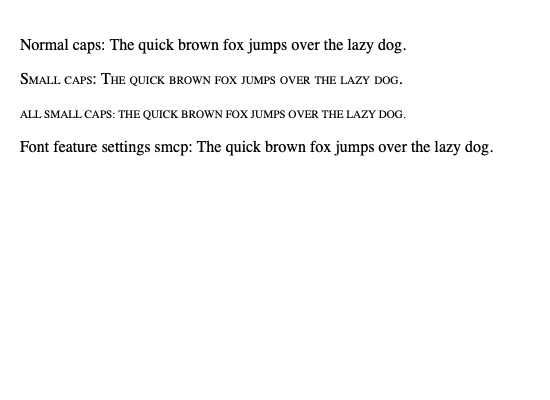 Normal caps: The quick brown fox jumps over the lazy dog.
Small caps: The quick brown fox jumps over the lazy dog.
ALL SMALL CAPS: THE QUICK BROWN FOX JUMPS OVER THE LAZY DOG.
Font feature settings smcp: The quick brown fox jumps over the lazy dog.